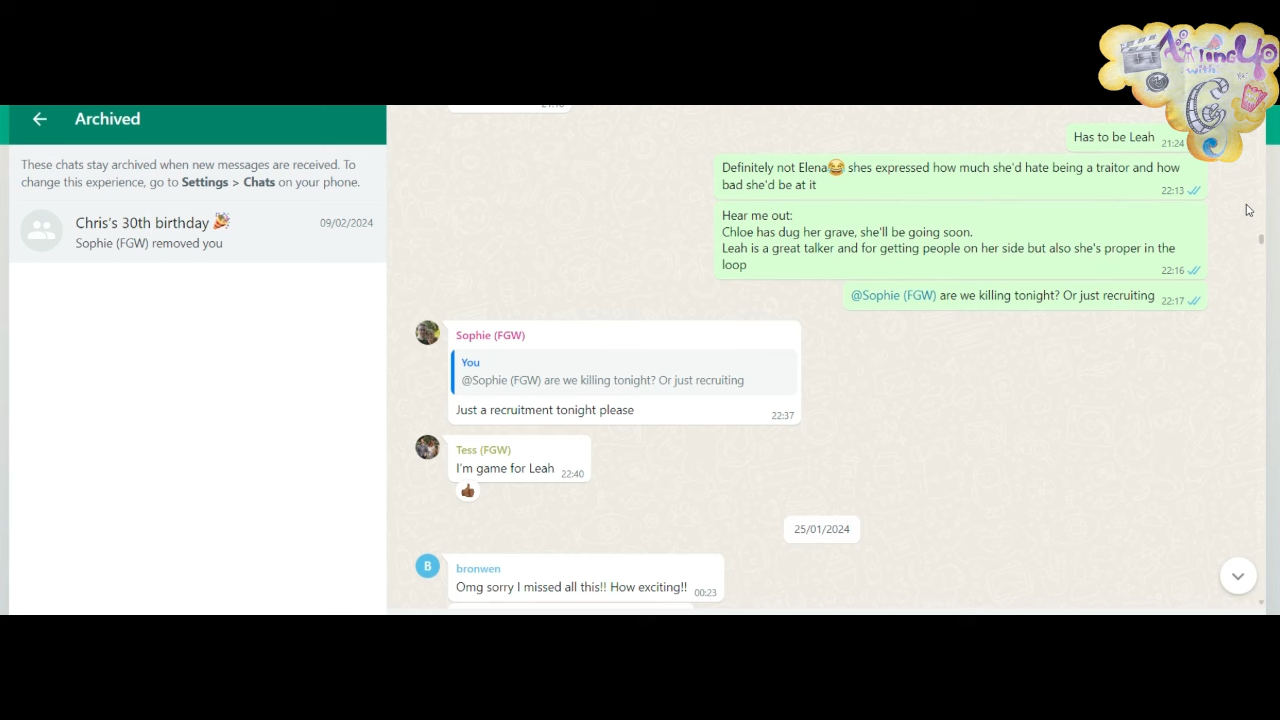 Archived
These chats stay archived when new messages are received. To
change this experience, go to Settings > Chats on your phone.
Chris's 30th birthday 🎉
09/02/2024
Sophie (FGW) removed you
Has to be Leah
21:24
Definitely not Elena😂 shes expressed how much she'd hate being a traitor and how
bad she'd be at it
22:13
Hear me out:
Chloe has dug her grave, she'll be going soon.
Leah is a great talker and for getting people on her side but also she's proper in the
loop
22:16
@Sophie (FGW) are we killing tonight? Or just recruiting
22:17
Sophie (FGW)
You
@Sophie (FGW) are we killing tonight? Or just recruiting
Just a recruitment tonight please
22:37
Tess (FGW)
I'm game for Leah
22:40
25/01/2024
B
bronwen
Omg sorry I missed all this!! How exciting!!
00:23
with